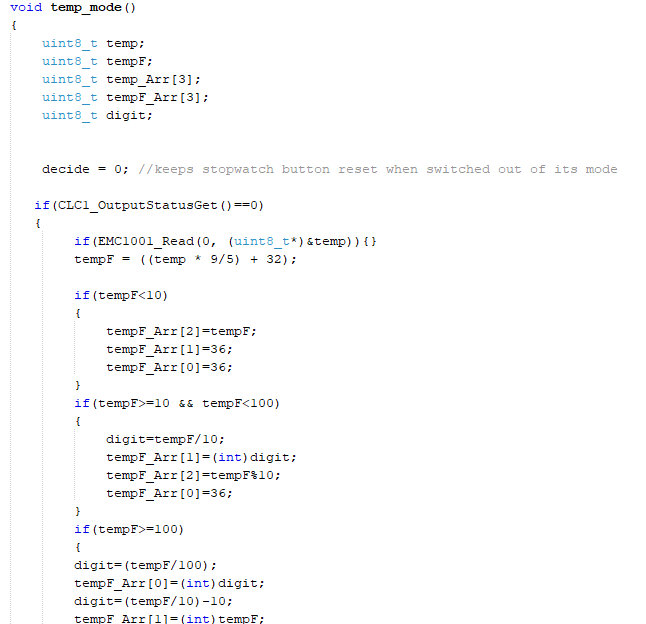 void temp_mode()
{
uint8_t temp;
uint8_t tempF;
uint8_t temp_Arr[3];
uint8_t tempF_Arr[3];
uint8_t digit;
decide = 0; //keeps stopwatch button reset when switched out of its mode
if(CLC1_OutputStatusGet()==0)
{
if(EMC1001_Read(0, (uint8_t*)&temp)){}
tempF = ((temp * 9/5) + 32);
if(tempF<10)
{
tempF_Arr[2]=tempF;
tempF_Arr[1]=36;
tempF_Arr[0]=36;
}
if(tempF>=10 && tempF<100)
{
digit=tempF/10;
tempF_Arr[1]=(int)digit;
tempF_Arr[2]=tempF%10;
tempF_Arr[0]=36;
}
if(tempF>=100)
{
digit=(tempF/100);
tempF_Arr[0]=(int)digit;
digit=(tempF/10)-10;
tempF_Arr[1]=(int)tempF;